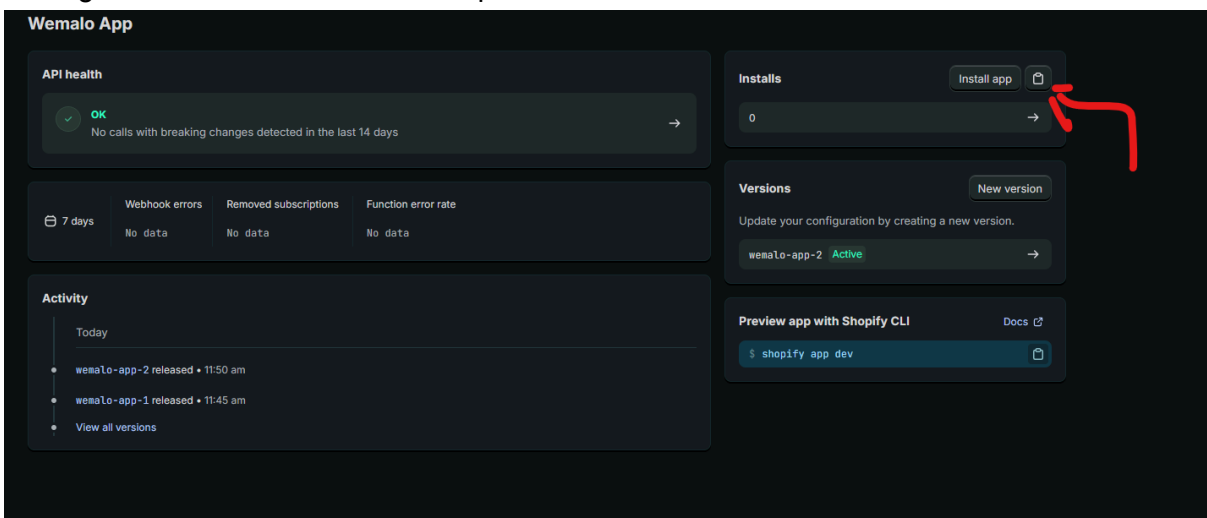 Wemalo App
API health
OK
No calls with breaking changes detected in the last 14 days
7 days
Webhook errors
No data
Removed subscriptions
No data
Function error rate
No data
Activity
Today
wemalo-app-2 released • 11:50 am
wemalo-app-1 released • 11:45 am
View all versions
Installs
Install app
0
Versions
New version
Update your configuration by creating a new version.
wemalo-app-2 Active
Preview app with Shopify CLI
Docs
$ shopify app dev